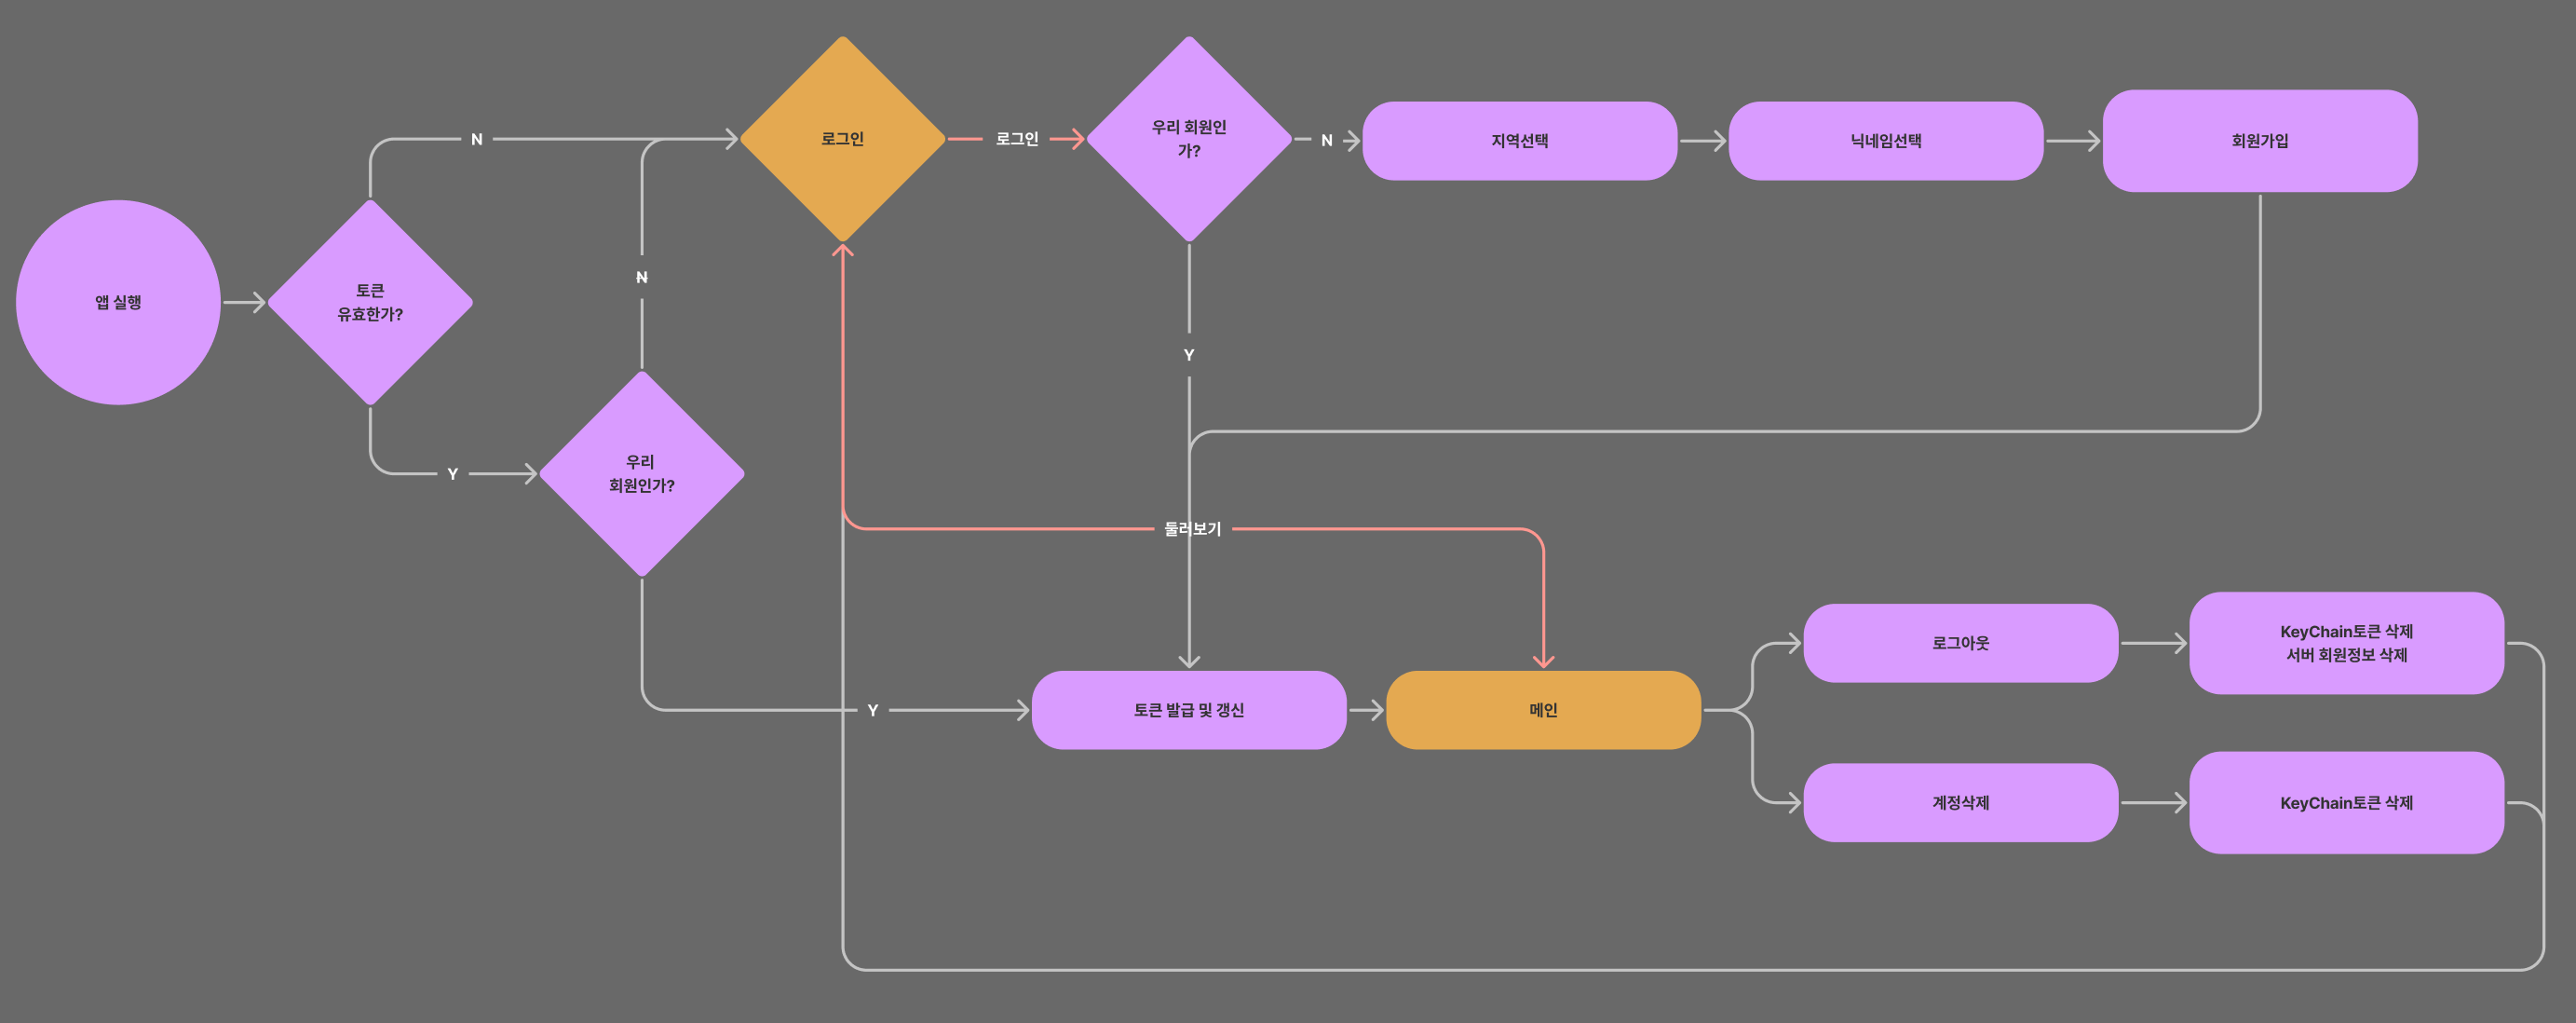 앱 실행
토큰
유효한가?
N
Y
우리
회원인가?
N
Y
로그인
로그인
우리 회원인
가?
N
Y
지역선택
닉네임선택
회원가입
둘러보기
토큰 발급 및 갱신
메인
로그아웃
KeyChain토큰 삭제
서버 회원정보 삭제
계정삭제
KeyChain토큰 삭제